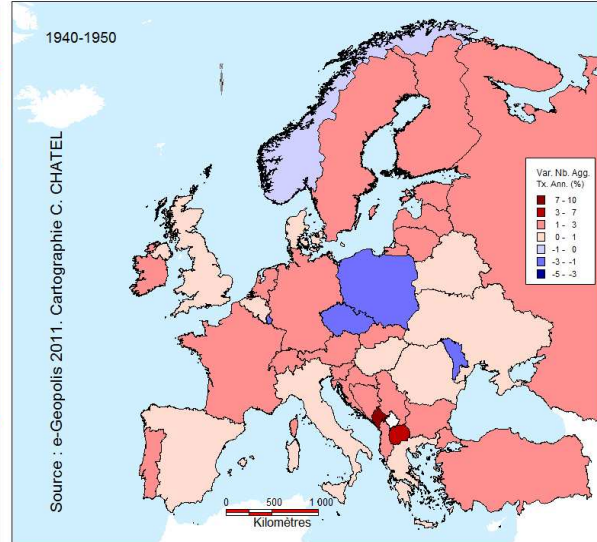 1940-1950
Source : e-Geopolis 2011. Cartographie C. CHATEL
Var. Nb. Agg.
Tx. Ann. (%)
7 - 10
3 - 7
1 - 3
0 - 1
-1 - 0
-3 - -1
-5 - -3
0 500 1 000
Kilomètres